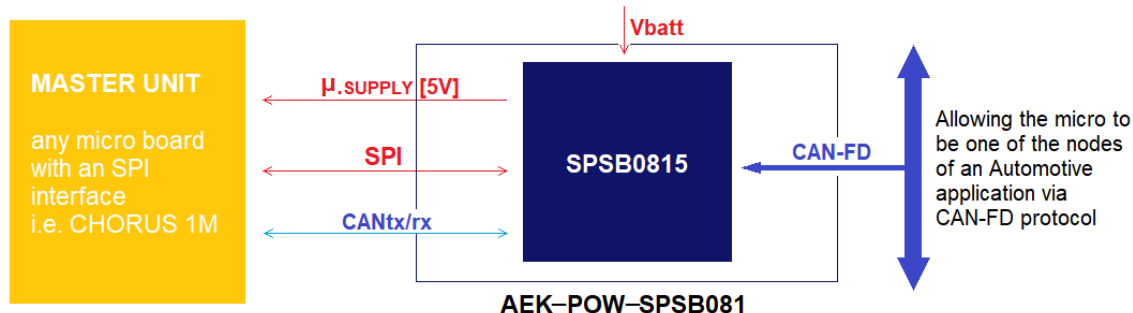 Vbatt
MASTER UNIT
any micro board
with an SPI
interface
i.e. CHORUS 1M
μ.SUPPLY [5V]
SPI
CANtx/rx
SPSB0815
CAN-FD
Allowing the micro to
be one of the nodes
of an Automotive
application via
CAN-FD protocol
AEK–POW–SPSB081